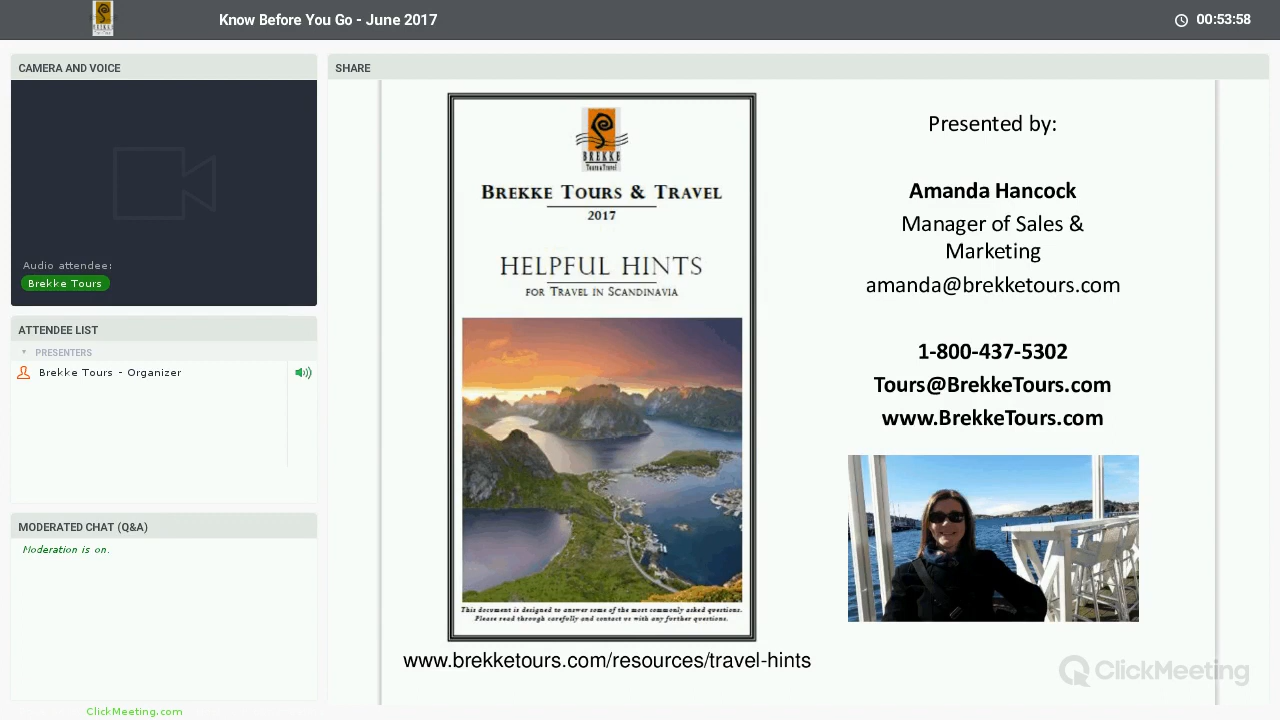 Know Before You Go - June 2017
00:53:58
CAMERA AND VOICE
Audio attendee:
Brekke Tours
ATTENDEE LIST
PRESENTERS
Brekke Tours - Organizer
MODERATED CHAT (Q&A)
Moderation is on.
ClickMeeting.com
SHARE
BREKKE
Tours & Travel
BREKKE TOURS & TRAVEL
2017
HELPFUL HINTS
FOR TRAVEL IN SCANDINAVIA
This document is designed to answer some of the most commonly asked questions.
Please read through carefully and contact us with any further questions.
www.brekketours.com/resources/travel-hints
Presented by:
Amanda Hancock
Manager of Sales &
Marketing
amanda@brekketours.com
1-800-437-5302
Tours@BrekkeTours.com
www.BrekkeTours.com
ClickMeeting